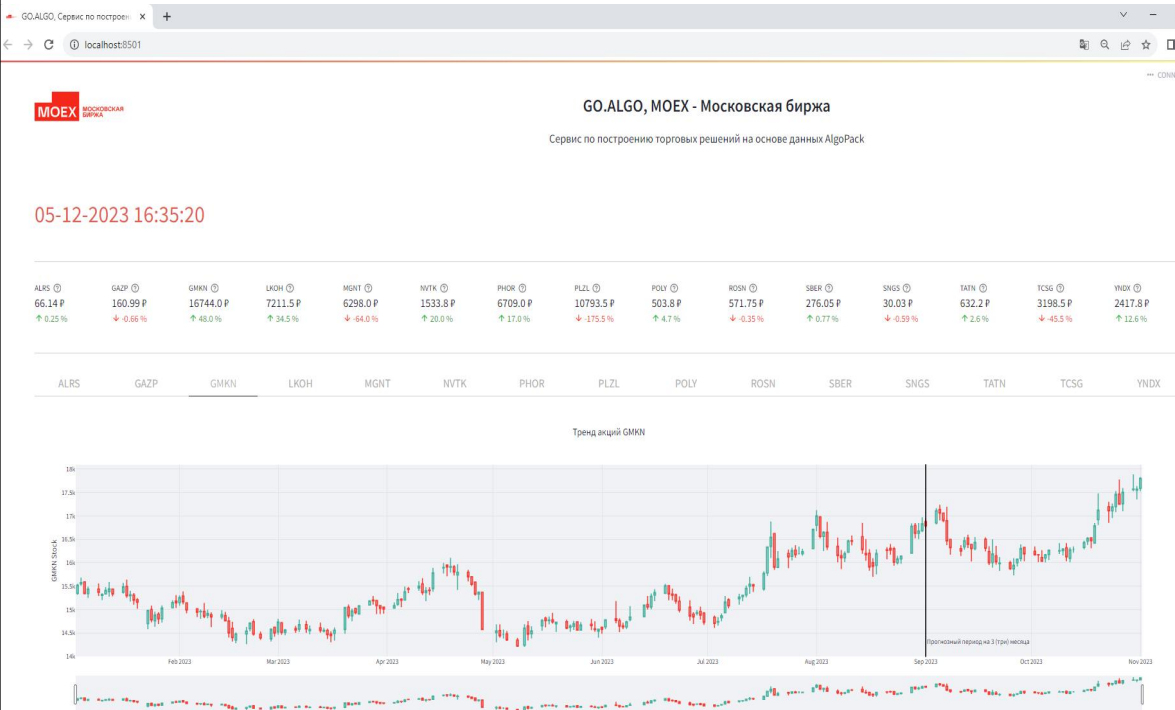 GO.ALGO, Сервис по построен
localhost:8501
CONN
MOEX МОСКОВСКАЯ БИРЖА
GO.ALGO, MOEX - Московская биржа
Сервис по построению торговых решений на основе данных AlgoPack
05-12-2023 16:35:20
ALRS GAZP GMKN LKOH MGNT NVTK PHOR PLZL POLY ROSN SBER SNGS TATN TCSG YNDX
66.14 ₽ 160.99 ₽ 16744.0 ₽ 7211.5 ₽ 6298.0 ₽ 1533.8 ₽ 6709.0 ₽ 10793.5 ₽ 503.8 ₽ 571.75 ₽ 276.05 ₽ 30.03 ₽ 632.2 ₽ 3198.5 ₽ 2417.8 ₽
↑ 0.25 % ↓ -0.66 % ↑ 48.0 % ↑ 34.5 % ↓ -64.0 % ↑ 20.0 % ↑ 17.0 % ↓ -175.5 % ↑ 4.7 % ↓ -0.35 % ↑ 0.77 % ↓ -0.59 % ↑ 2.6 % ↓ -45.5 % ↑ 12.6 %
ALRS GAZP GMKN LKOH MGNT NVTK PHOR PLZL POLY ROSN SBER SNGS TATN TCSG YNDX
Тренд акций GMKN
18k
17.5k
17k
16.5k
16k
15.5k
15k
14.5k
14k
GMKN Stock
Прогнозный период на 3 (три) месяца
Feb 2023 Mar 2023 Apr 2023 May 2023 Jun 2023 Jul 2023 Aug 2023 Sep 2023 Oct 2023 Nov 2023